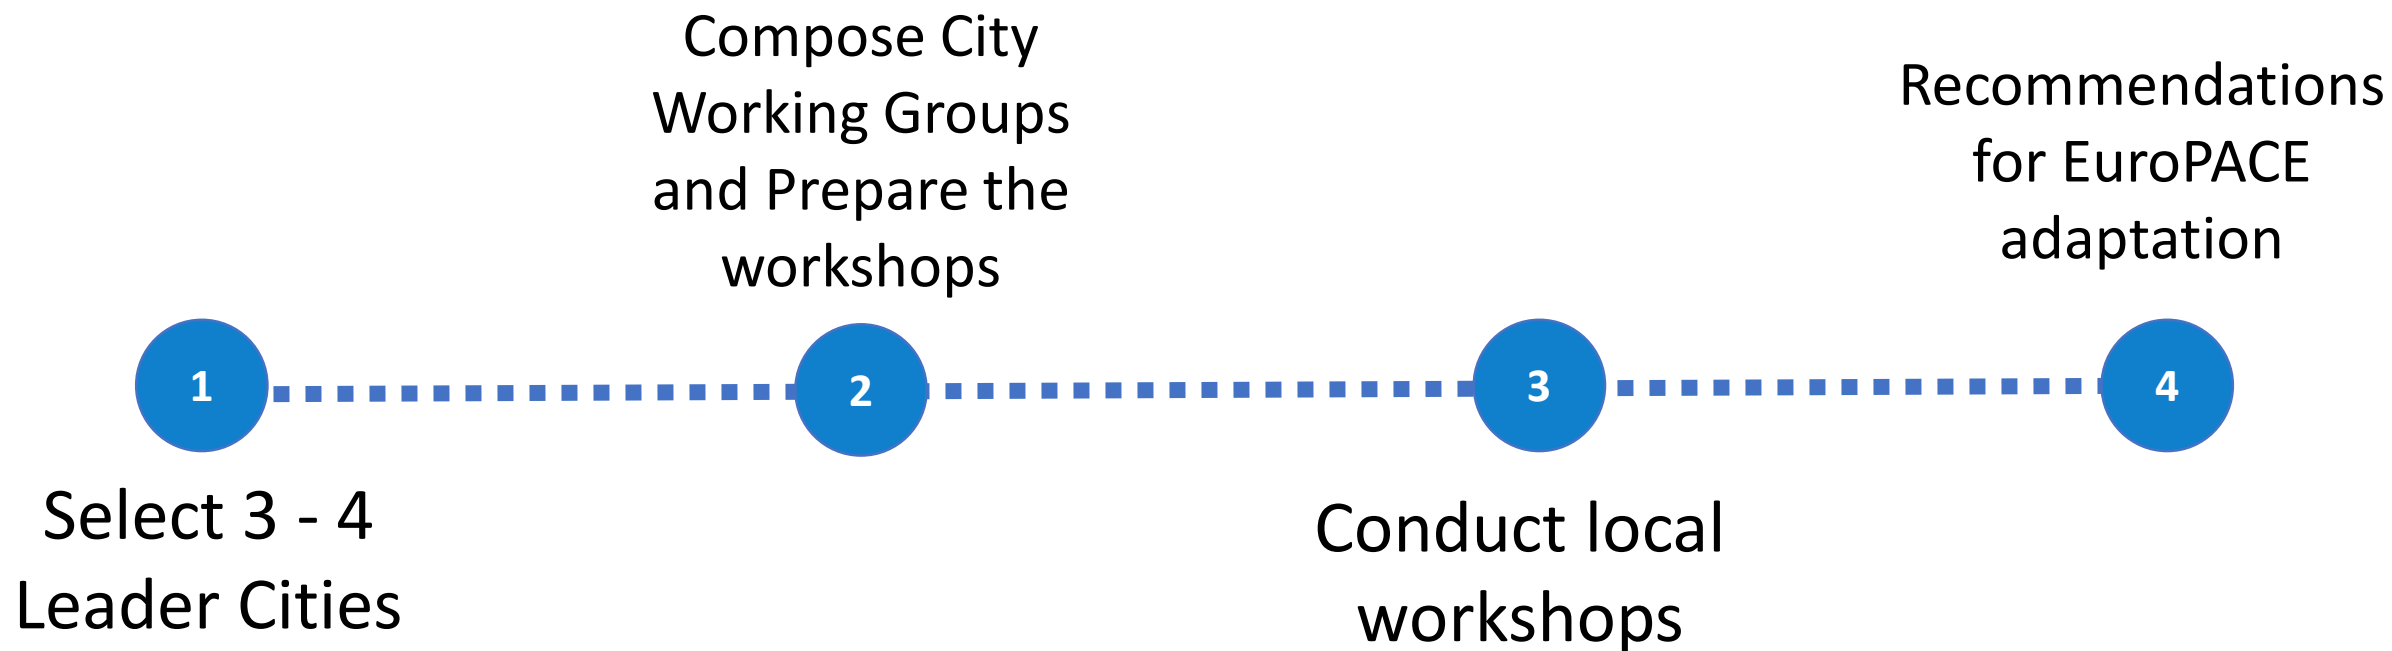 1
Select 3 - 4
Leader Cities
Compose City
Working Groups
and Prepare the
workshops
2
3
Conduct local
workshops
Recommendations
for EuroPACE
adaptation
4